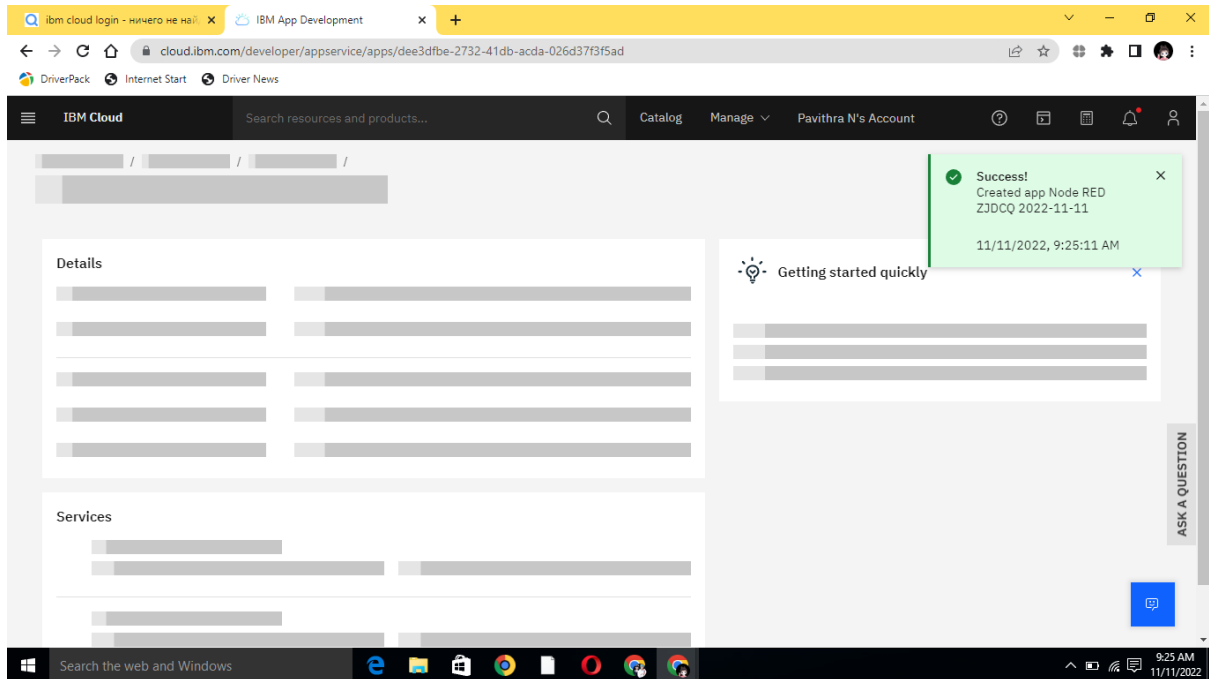 ibm cloud login - ничего не най
IBM App Development
cloud.ibm.com/developer/appservice/apps/dee3dfbe-2732-41db-acda-026d37f3f5ad
DriverPack
Internet Start
Driver News
IBM Cloud
Search resources and products...
Catalog
Manage
Pavithra N's Account
/ / /
Success!
Created app Node RED
ZJDCQ 2022-11-11
11/11/2022, 9:25:11 AM
Details
Getting started quickly
Services
ASK A QUESTION
Search the web and Windows
9:25 AM
11/11/2022